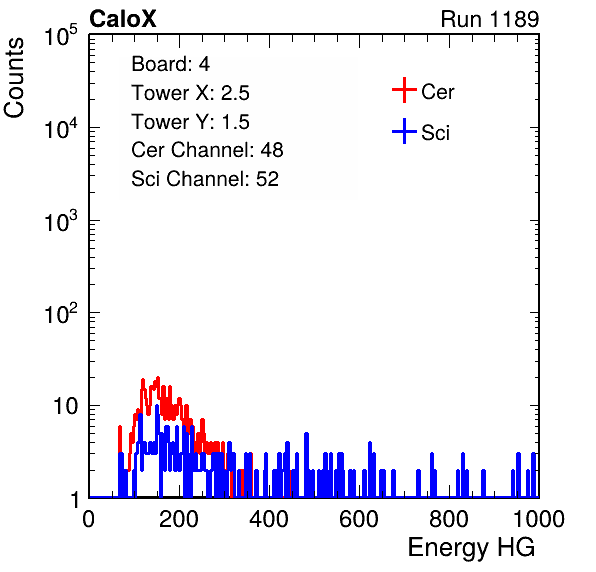 CaloX Run 1189
Counts
10^5
10^4
10^3
10^2
10
1
Board: 4
Tower X: 2.5
Tower Y: 1.5
Cer Channel: 48
Sci Channel: 52
Cer
Sci
0 200 400 600 800 1000
Energy HG